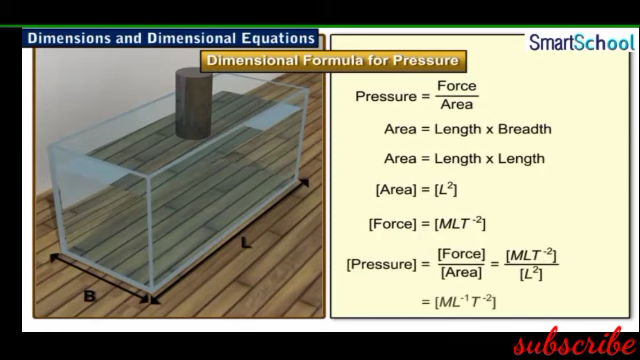 Dimensions and Dimensional Equations
SmartSchool
Dimensional Formula for Pressure
Pressure = Force / Area
Area = Length x Breadth
Area = Length x Length
[Area] = [L²]
[Force] = [MLT⁻²]
[Pressure] = [Force] / [Area] = [MLT⁻²] / [L²]
= [ML⁻¹T⁻²]
L
B
subscribe